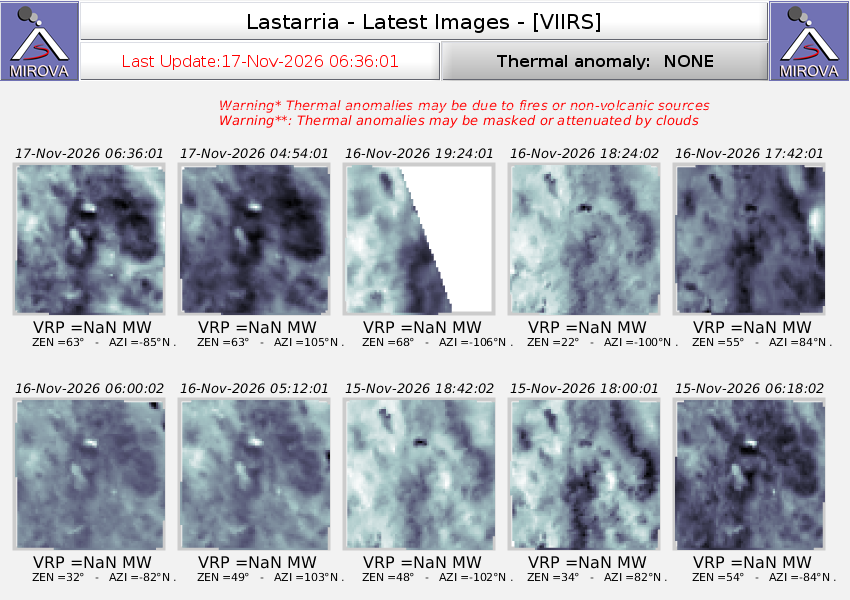 Lastarria - Latest Images - [VIIRS]
MIROVA
Last Update:17-Nov-2026 06:36:01
Thermal anomaly: NONE
MIROVA
Warning* Thermal anomalies may be due to fires or non-volcanic sources
Warning**: Thermal anomalies may be masked or attenuated by clouds
17-Nov-2026 06:36:01
17-Nov-2026 04:54:01
16-Nov-2026 19:24:01
16-Nov-2026 18:24:02
16-Nov-2026 17:42:01
VRP =NaN MW
VRP =NaN MW
VRP =NaN MW
VRP =NaN MW
VRP =NaN MW
ZEN =63° - AZI =-85°N .
ZEN =63° - AZI =105°N .
ZEN =68° - AZI =-106°N .
ZEN =22° - AZI =-100°N .
ZEN =55° - AZI =84°N .
16-Nov-2026 06:00:02
16-Nov-2026 05:12:01
15-Nov-2026 18:42:02
15-Nov-2026 18:00:01
15-Nov-2026 06:18:02
VRP =NaN MW
VRP =NaN MW
VRP =NaN MW
VRP =NaN MW
VRP =NaN MW
ZEN =32° - AZI =-82°N .
ZEN =49° - AZI =103°N .
ZEN =48° - AZI =-102°N .
ZEN =34° - AZI =82°N .
ZEN =54° - AZI =-84°N .